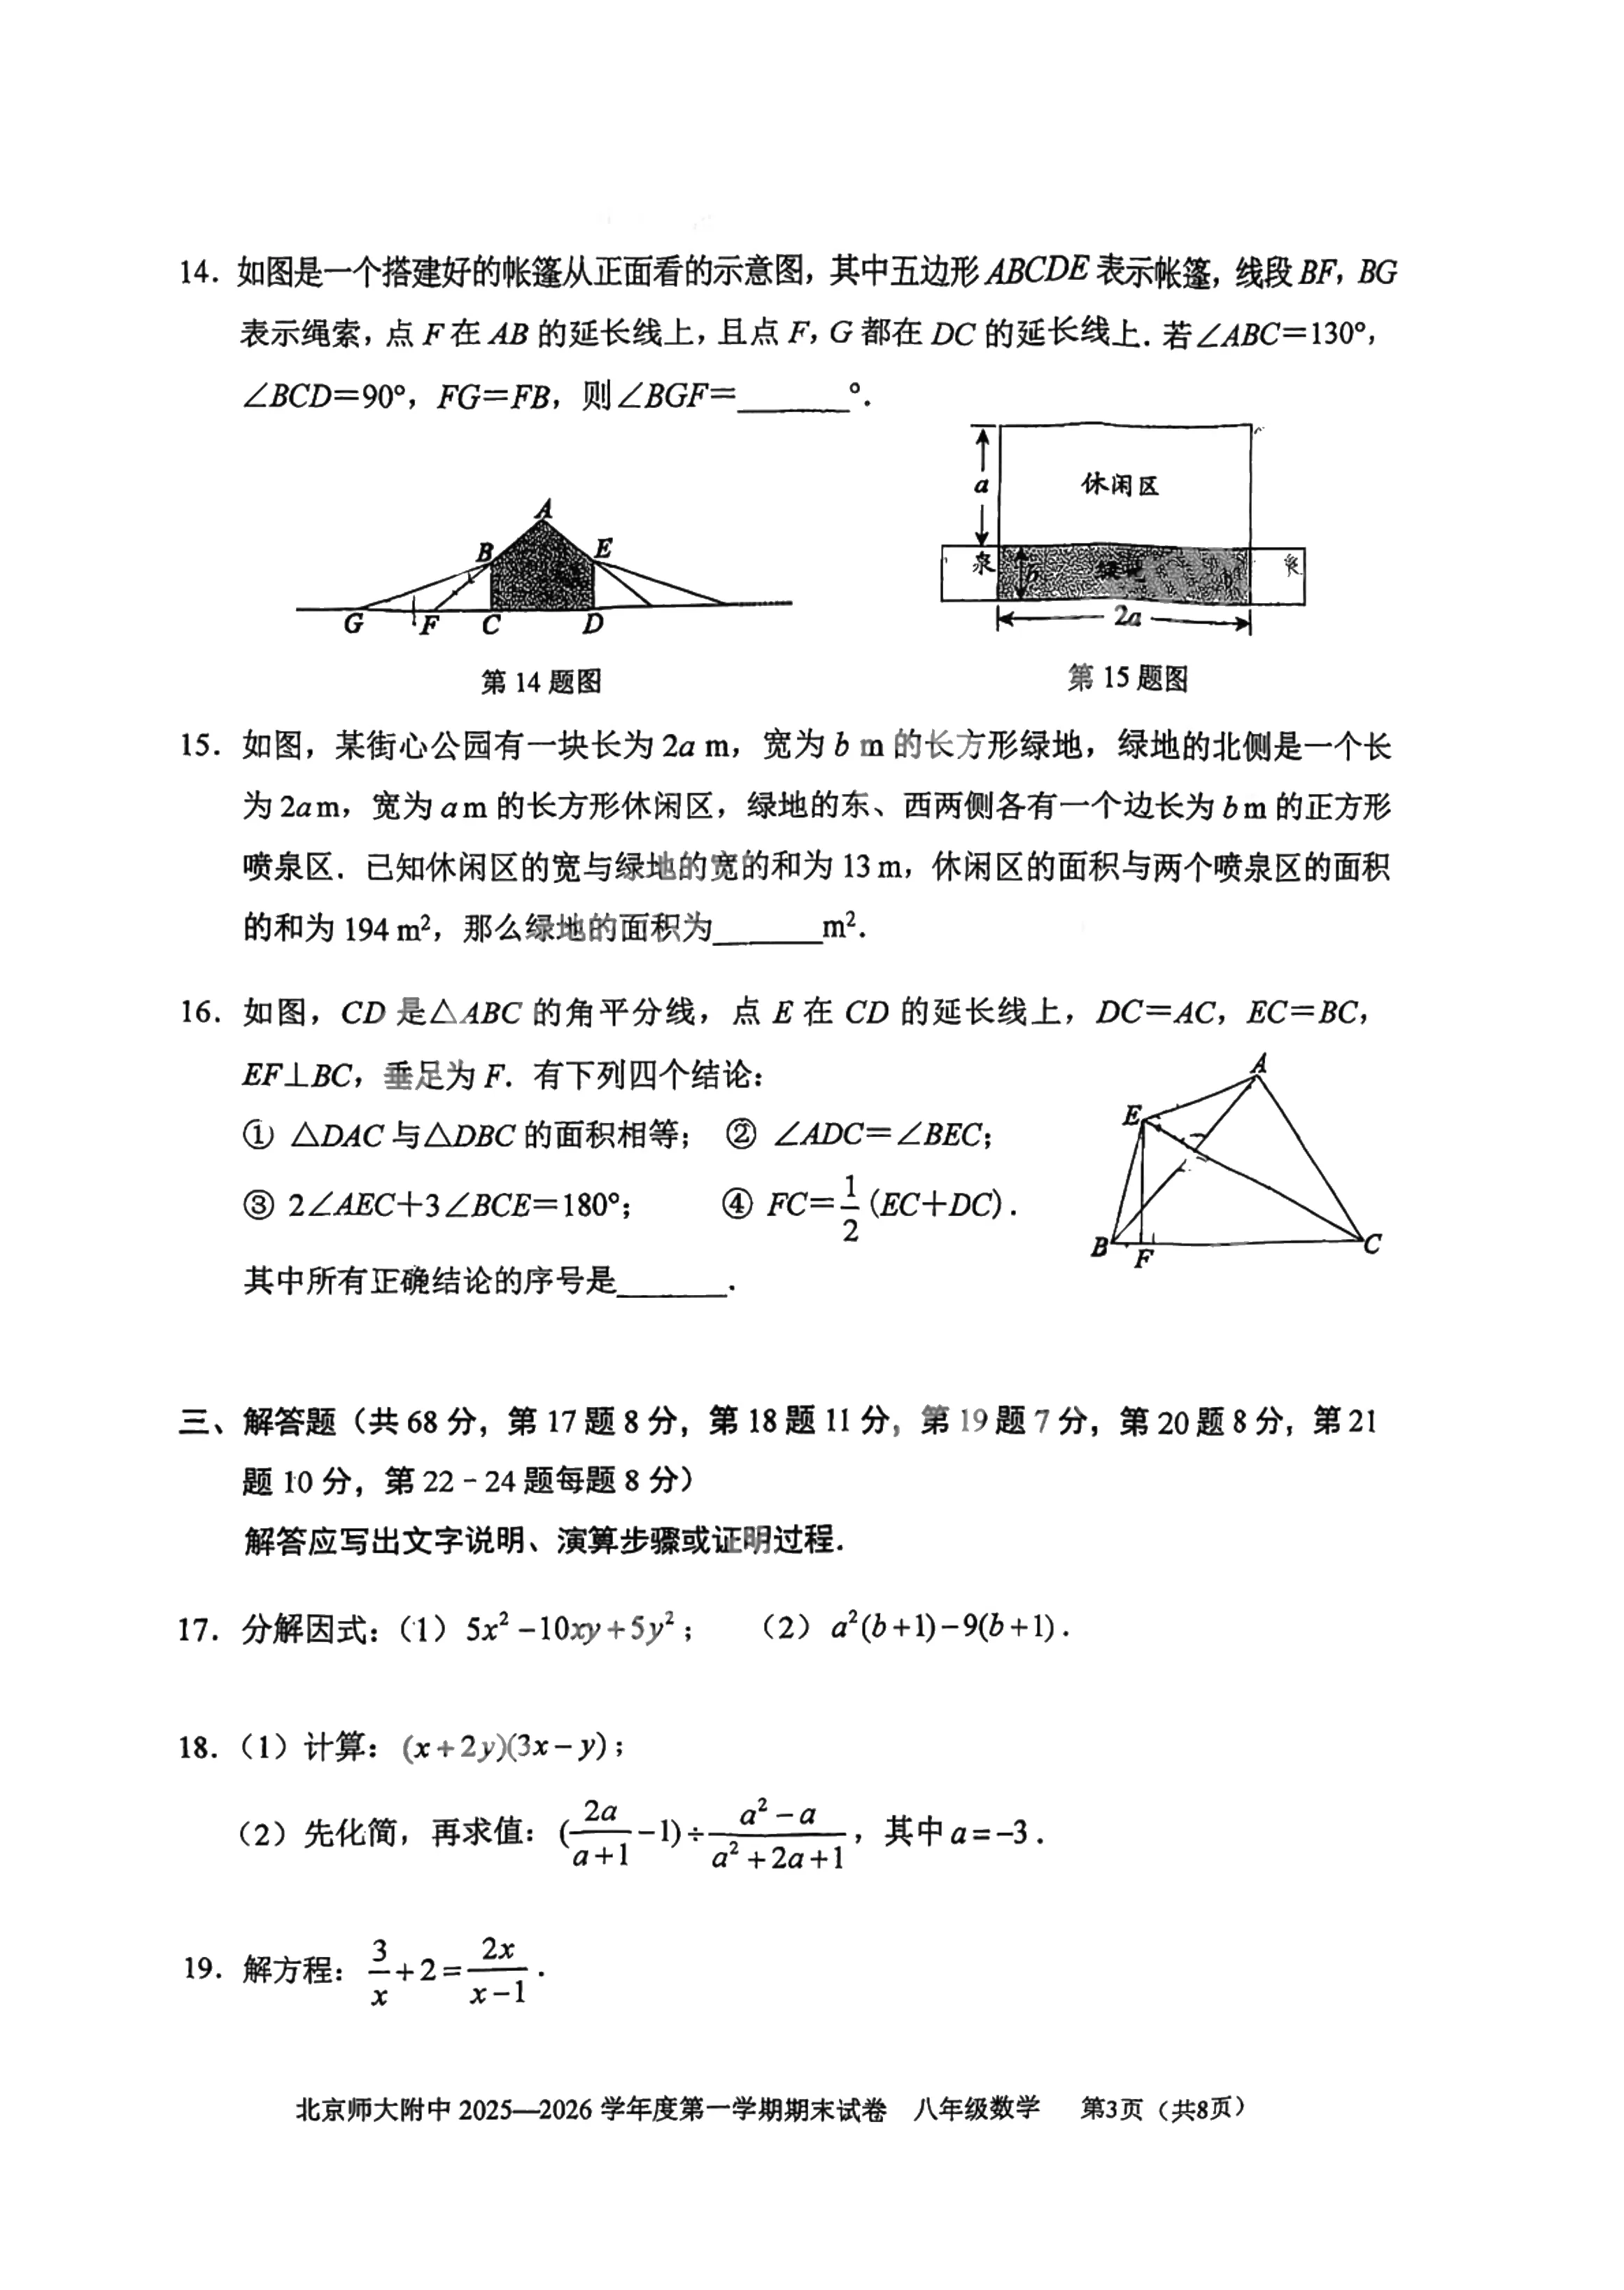 14. 如图是一个搭建好的帐篷从正面看的示意图，其中五边形ABCDE表示帐篷，线段BF，BG
表示绳索，点F在AB的延长线上，且点F，G都在DC的延长线上. 若∠ABC=130°，
∠BCD=90°，FG=FB，则∠BGF=______°.
A
B
E
G
F
C
D
第14题图
a
休闲区
泉
b
绿地
泉
2a
第15题图
15. 如图，某街心公园有一块长为2a m，宽为b m的长方形绿地，绿地的北侧是一个长
为2a m，宽为a m的长方形休闲区，绿地的东、西两侧各有一个边长为b m的正方形
喷泉区. 已知休闲区的宽与绿地的宽的和为13 m，休闲区的面积与两个喷泉区的面积
的和为194 m²，那么绿地的面积为______m².
16. 如图，CD是△ABC的角平分线，点E在CD的延长线上，DC=AC，EC=BC，
EF⊥BC，垂足为F. 有下列四个结论：
① △DAC与△DBC的面积相等； ② ∠ADC=∠BEC；
③ 2∠AEC+3∠BCE=180°； ④ FC=1/2(EC+DC).
其中所有正确结论的序号是______.
A
E
B
F
C
三、解答题（共68分，第17题8分，第18题11分，第19题7分，第20题8分，第21
题10分，第22-24题每题8分）
解答应写出文字说明、演算步骤或证明过程.
17. 分解因式：（1）5x²-10xy+5y²； （2）a²(b+1)-9(b+1).
18.（1）计算：(x+2y)(3x-y)；
（2）先化简，再求值：(2a/(a+1)-1)÷(a²-a)/(a²+2a+1)，其中a=-3.
19. 解方程：3/x+2=2x/(x-1).
北京师大附中2025—2026学年度第一学期期末试卷 八年级数学 第3页（共8页）